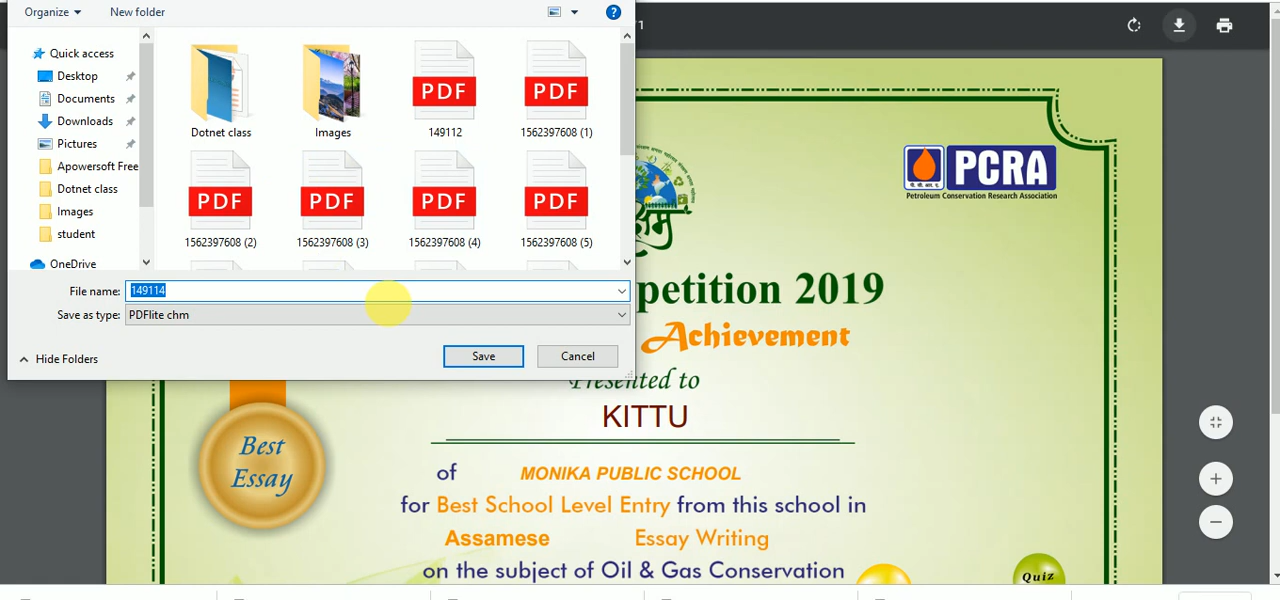 Organize
New folder
?
Quick access
Desktop
Documents
Downloads
Pictures
Apowersoft Free
Dotnet class
Images
student
OneDrive
Dotnet class
Images
PDF
149112
PDF
1562397608 (1)
PDF
1562397608 (2)
PDF
1562397608 (3)
PDF
1562397608 (4)
PDF
1562397608 (5)
File name: 149114
Save as type: PDFlite chm
Hide Folders
Save
Cancel
PCRA
Petroleum Conservation Research Association
petition 2019
Achievement
Presented to
KITTU
of MONIKA PUBLIC SCHOOL
for Best School Level Entry from this school in
Assamese Essay Writing
on the subject of Oil & Gas Conservation
Best
Essay
Quiz